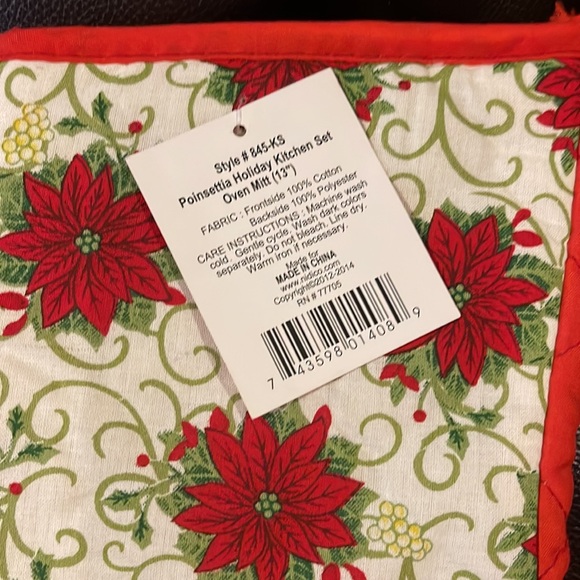 Style # 845-KS
Poinsettia Holiday Kitchen Set
Oven Mitt (13")
FABRIC : Frontside 100% Cotton
Backside 100% Polyester
CARE INSTRUCTIONS : Machine wash
cold. Gentle cycle. Wash dark colors
separately. Do not bleach. Line dry.
Warm iron if necessary.
Made for
MADE IN CHINA
www.nidico.com
Copyright©2012-2014
RN # 77705
7 43598 01408 9